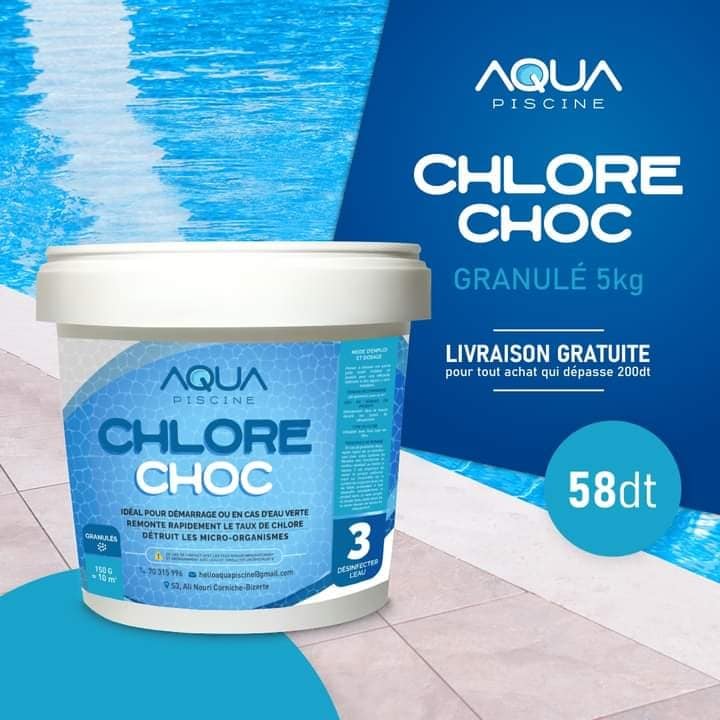 AQUA
PISCINE
CHLORE
CHOC
GRANULÉ 5kg
LIVRAISON GRATUITE
pour tout achat qui dépasse 200dt
58dt
AQUA
PISCINE
CHLORE
CHOC
IDÉAL POUR DÉMARRAGE OU EN CAS D'EAU VERTE
REMONTE RAPIDEMENT LE TAUX DE CHLORE
DÉTRUIT LES MICRO-ORGANISMES
GRANULÉS
150 G
= 10 m³
70 315 996 helloaquapiscine@gmail.com
53, Ali Nouri Corniche-Bizerte
MODE D'EMPLOI
ET DOSAGE
3
DÉSINFECTER
L'EAU